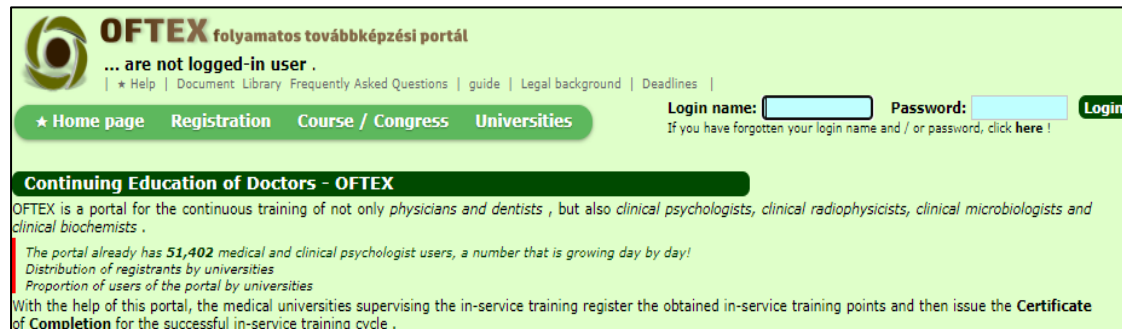 OFTEX folyamatos továbbképzési portál
... are not logged-in user .
| ★ Help | Document Library Frequently Asked Questions | guide | Legal background | Deadlines |
★ Home page Registration Course / Congress Universities
Login name: Password: Login
If you have forgotten your login name and / or password, click here !
Continuing Education of Doctors - OFTEX
OFTEX is a portal for the continuous training of not only physicians and dentists , but also clinical psychologists, clinical radiophysicists, clinical microbiologists and
clinical biochemists .
The portal already has 51,402 medical and clinical psychologist users, a number that is growing day by day!
Distribution of registrants by universities
Proportion of users of the portal by universities
With the help of this portal, the medical universities supervising the in-service training register the obtained in-service training points and then issue the Certificate
of Completion for the successful in-service training cycle .